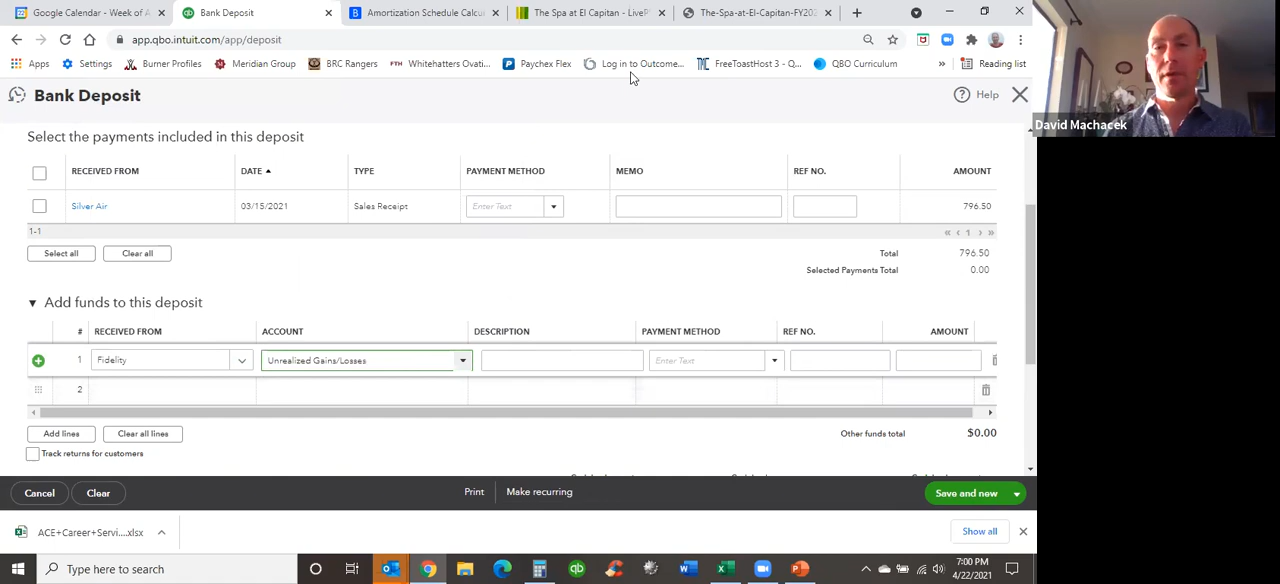 Google Calendar - Week of A
Bank Deposit
Amortization Schedule Calcu
The Spa at El Capitan - LiveP
The-Spa-at-El-Capitan-FY202
app.qbo.intuit.com/app/deposit
Apps
Settings
Burner Profiles
Meridian Group
BRC Rangers
FTH
Whitehatters Ovati...
Paychex Flex
Log in to Outcome...
FreeToastHost 3 - Q...
QBO Curriculum
»
Reading list
Bank Deposit
Help
David Machacek
Select the payments included in this deposit
RECEIVED FROM
DATE
TYPE
PAYMENT METHOD
MEMO
REF NO.
AMOUNT
Silver Air
03/15/2021
Sales Receipt
Enter Text
796.50
1-1
« ‹ 1 › »
Select all
Clear all
Total
796.50
Selected Payments Total
0.00
Add funds to this deposit
#
RECEIVED FROM
ACCOUNT
DESCRIPTION
PAYMENT METHOD
REF NO.
AMOUNT
1
Fidelity
Unrealized Gains/Losses
Enter Text
2
Add lines
Clear all lines
Other funds total
$0.00
Track returns for customers
Cancel
Clear
Print
Make recurring
Save and new
ACE+Career+Servi....xlsx
Show all
Type here to search
7:00 PM
4/22/2021